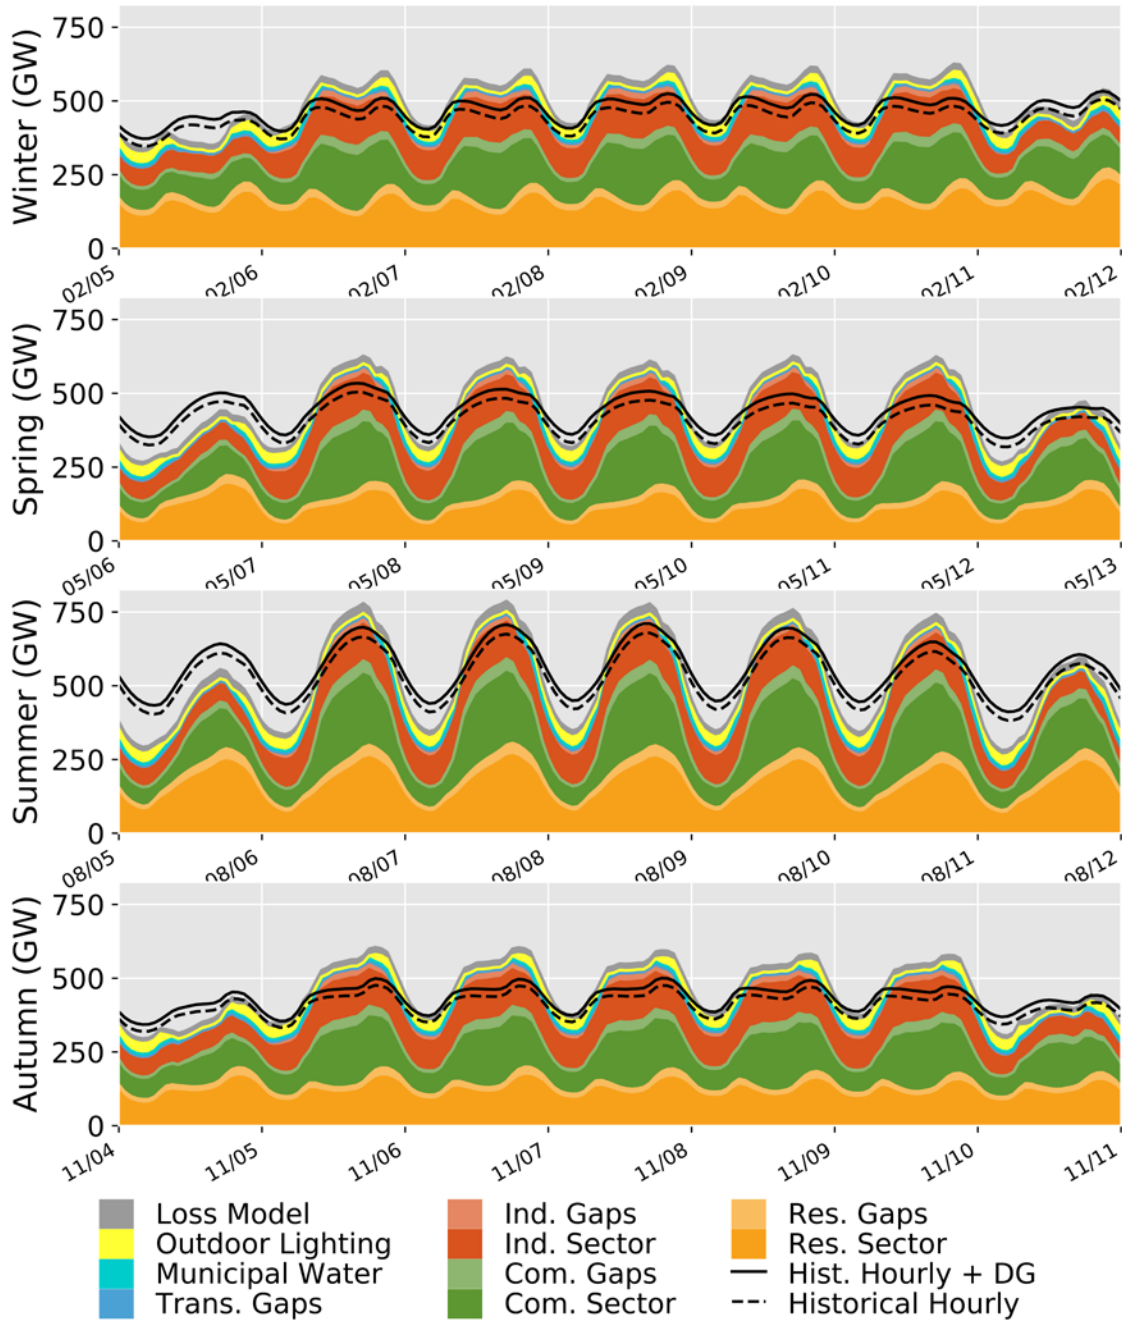 750
500
250
0
Winter (GW)
02/05 02/06 02/07 02/08 02/09 02/10 02/11 02/12
750
500
250
0
Spring (GW)
05/06 05/07 05/08 05/09 05/10 05/11 05/12 05/13
750
500
250
0
Summer (GW)
08/05 08/06 08/07 08/08 08/09 08/10 08/11 08/12
750
500
250
0
Autumn (GW)
11/04 11/05 11/06 11/07 11/08 11/09 11/10 11/11
Loss Model Ind. Gaps Res. Gaps
Outdoor Lighting Ind. Sector Res. Sector
Municipal Water Com. Gaps Hist. Hourly + DG
Trans. Gaps Com. Sector Historical Hourly